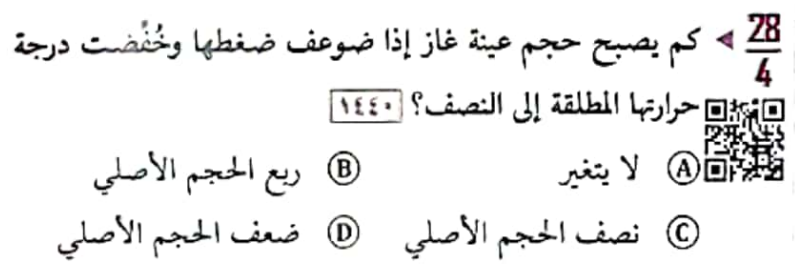 28/4 ◀ كم يصبح حجم عينة غاز إذا ضوعف ضغطها وخُفِّضت درجة
حرارتها المطلقة إلى النصف؟ ١٤٤٠
A لا يتغير B ربع الحجم الأصلي
C نصف الحجم الأصلي D ضعف الحجم الأصلي